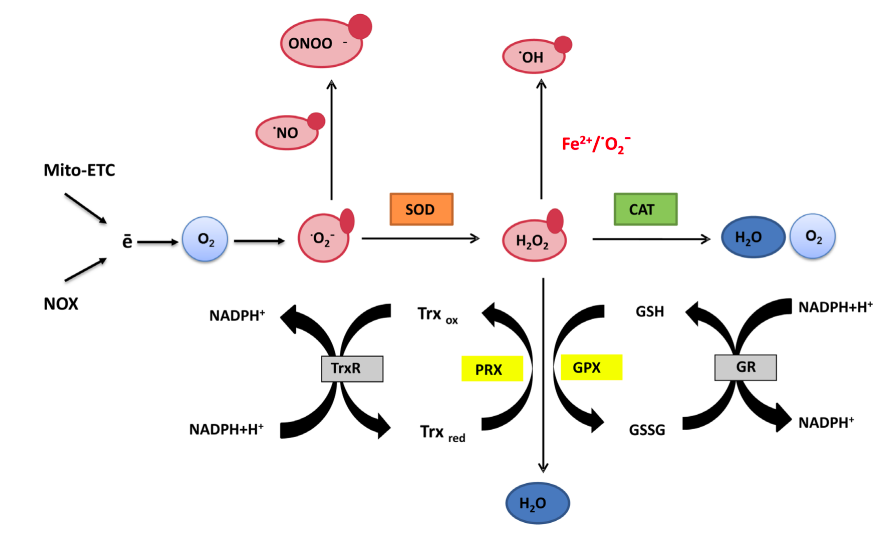 ONOO -
˙OH
˙NO
Fe²⁺/˙O₂⁻
Mito-ETC
SOD
CAT
ē
O₂
˙O₂⁻
H₂O₂
H₂O
O₂
NOX
NADPH⁺
Trx ox
GSH
NADPH+H⁺
TrxR
PRX
GPX
GR
NADPH+H⁺
Trx red
GSSG
NADPH⁺
H₂O